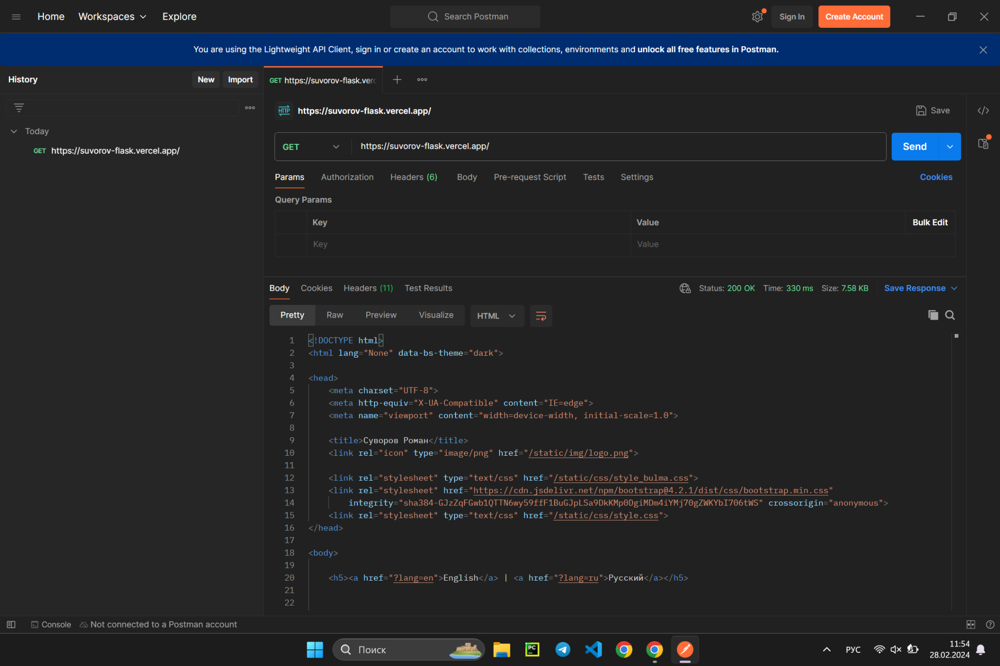 Home Workspaces Explore Search Postman Sign In Create Account
You are using the Lightweight API Client, sign in or create an account to work with collections, environments and unlock all free features in Postman.
History New Import
GET https://suvorov-flask.verc
HTTP https://suvorov-flask.vercel.app/ Save
Today
GET https://suvorov-flask.vercel.app/
GET https://suvorov-flask.vercel.app/ Send
Params Authorization Headers (6) Body Pre-request Script Tests Settings Cookies
Query Params
Key Value Bulk Edit
Key Value
Body Cookies Headers (11) Test Results Status: 200 OK Time: 330 ms Size: 7.58 KB Save Response
Pretty Raw Preview Visualize HTML
1 <!DOCTYPE html>
2 <html lang="None" data-bs-theme="dark">
3
4 <head>
5 <meta charset="UTF-8">
6 <meta http-equiv="X-UA-Compatible" content="IE=edge">
7 <meta name="viewport" content="width=device-width, initial-scale=1.0">
8
9 <title>Суворов Роман</title>
10 <link rel="icon" type="image/png" href="/static/img/logo.png">
11
12 <link rel="stylesheet" type="text/css" href="/static/css/style_bulma.css">
13 <link rel="stylesheet" href="https://cdn.jsdelivr.net/npm/bootstrap@4.2.1/dist/css/bootstrap.min.css"
14 integrity="sha384-GJzZqFGwb1QTTN6wy59ffF1BuGJpLSa9DkKMp0DgiMDm4iYMj70gZWKYbI706tWS" crossorigin="anonymous">
15 <link rel="stylesheet" type="text/css" href="/static/css/style.css">
16 </head>
17
18 <body>
19
20 <h5><a href="?lang=en">English</a> | <a href="?lang=ru">Русский</a></h5>
21
22
Console Not connected to a Postman account
Поиск PC РУС 11:54
28.02.2024